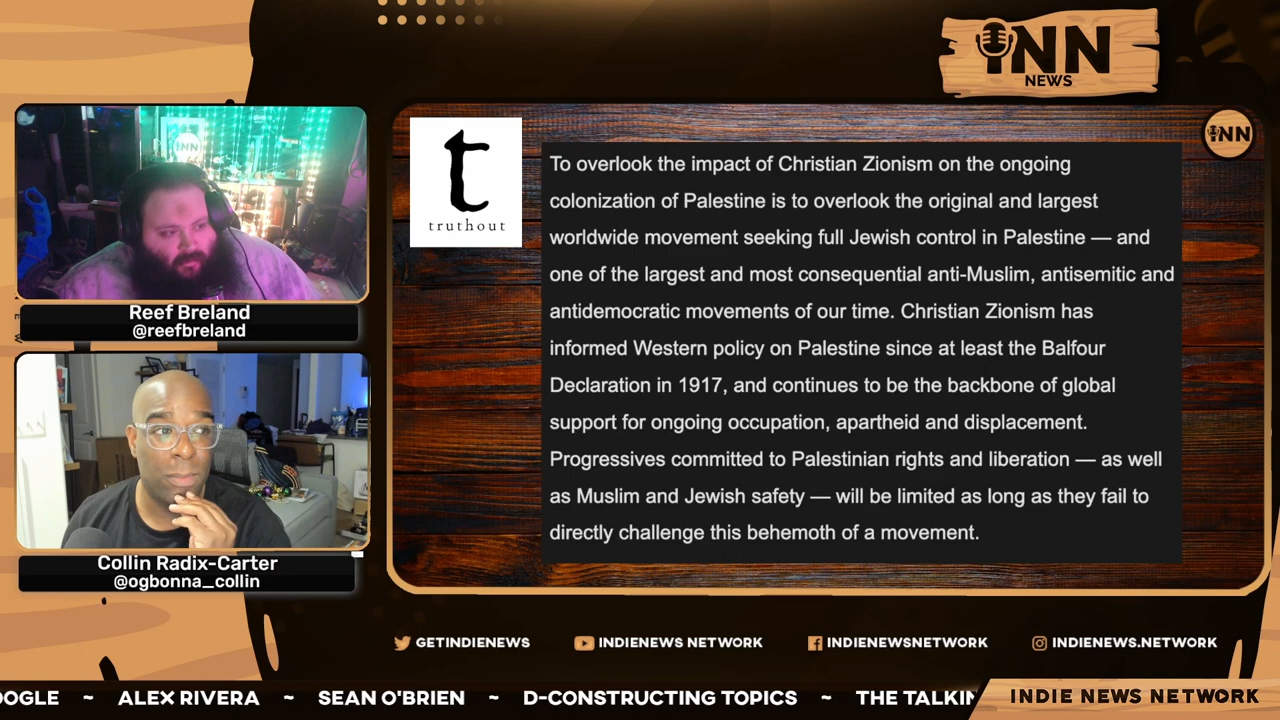 iNN
NEWS
iNN
t
truthout
To overlook the impact of Christian Zionism on the ongoing
colonization of Palestine is to overlook the original and largest
worldwide movement seeking full Jewish control in Palestine — and
one of the largest and most consequential anti-Muslim, antisemitic and
antidemocratic movements of our time. Christian Zionism has
informed Western policy on Palestine since at least the Balfour
Declaration in 1917, and continues to be the backbone of global
support for ongoing occupation, apartheid and displacement.
Progressives committed to Palestinian rights and liberation — as well
as Muslim and Jewish safety — will be limited as long as they fail to
directly challenge this behemoth of a movement.
Reef Breland
@reefbreland
Collin Radix-Carter
@ogbonna_collin
GETINDIENEWS
INDIENEWS NETWORK
INDIENEWSNETWORK
INDIENEWS.NETWORK
OOGLE ~ ALEX RIVERA ~ SEAN O'BRIEN ~ D-CONSTRUCTING TOPICS ~ THE TALKIN
INDIE NEWS NETWORK